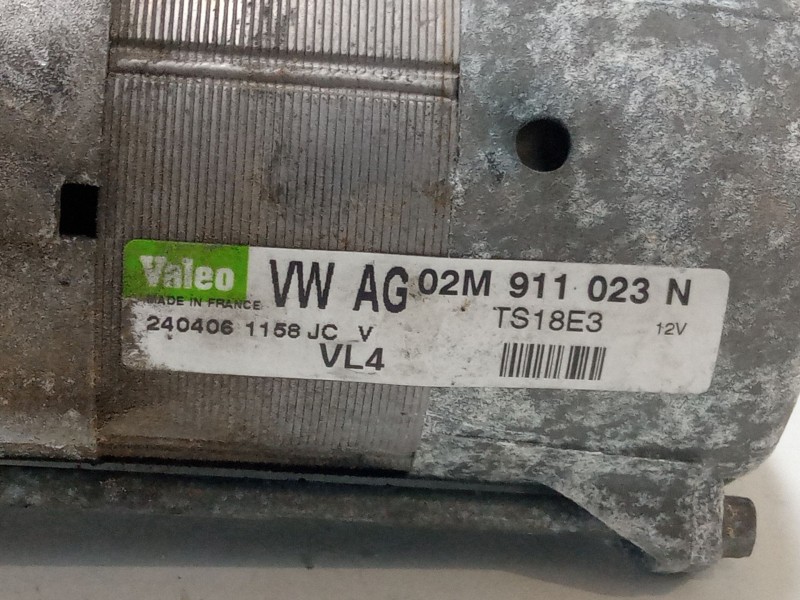 Valeo
MADE IN FRANCE
VW AG 02M 911 023 N
TS18E3 12V
240406 1158 JC V
VL4